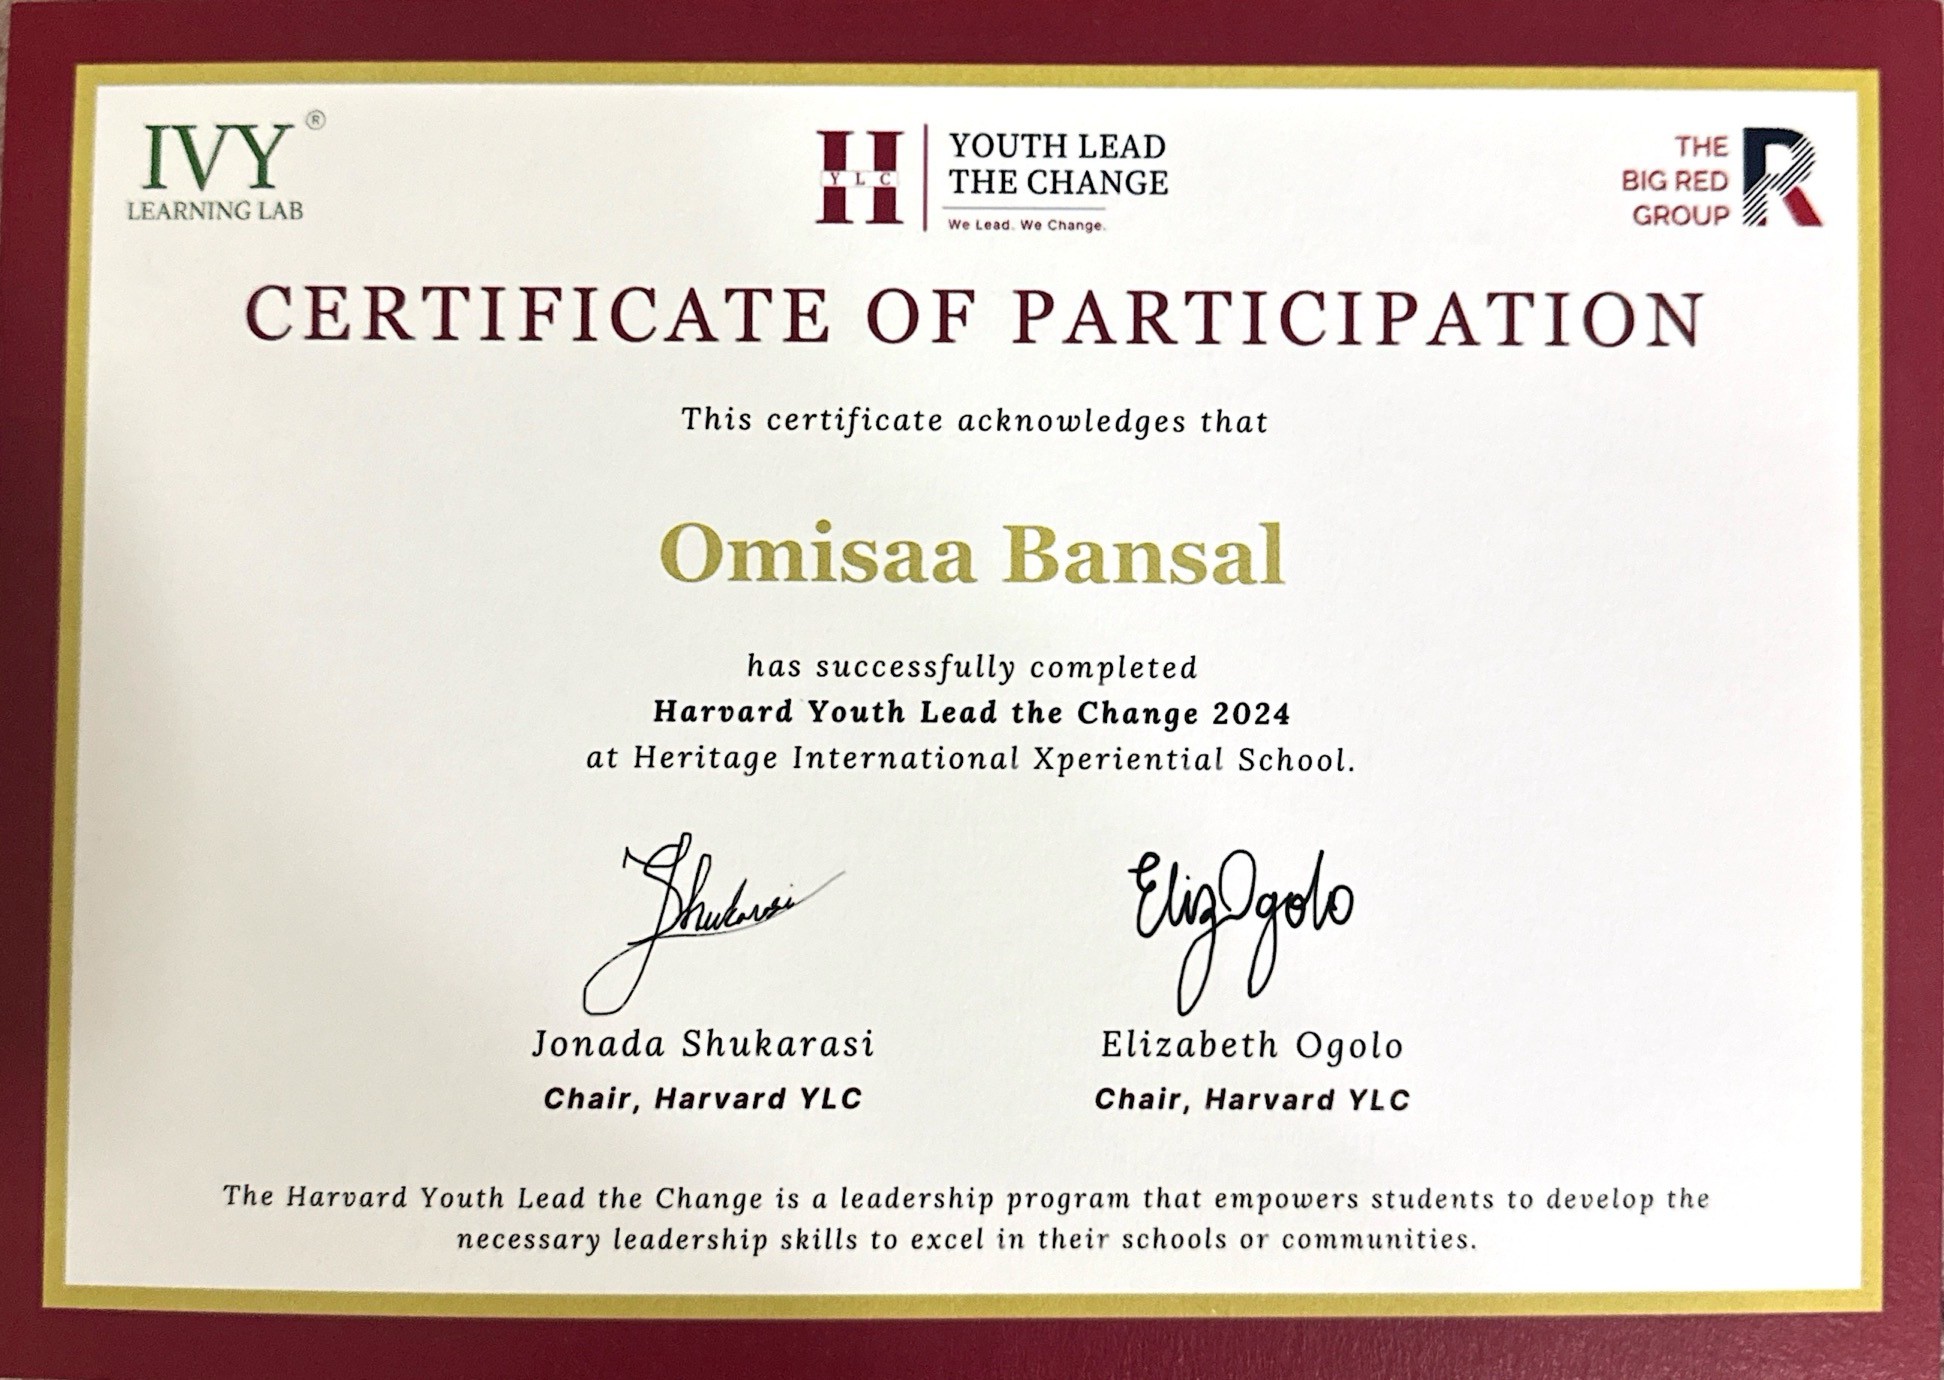 IVY ®
LEARNING LAB
H
Y L C
YOUTH LEAD
THE CHANGE
We Lead. We Change.
THE
BIG RED
GROUP
R
CERTIFICATE OF PARTICIPATION
This certificate acknowledges that
Omisaa Bansal
has successfully completed
Harvard Youth Lead the Change 2024
at Heritage International Xperiential School.
Shukarasi
Eliz Ogolo
Jonada Shukarasi
Elizabeth Ogolo
Chair, Harvard YLC
Chair, Harvard YLC
The Harvard Youth Lead the Change is a leadership program that empowers students to develop the
necessary leadership skills to excel in their schools or communities.